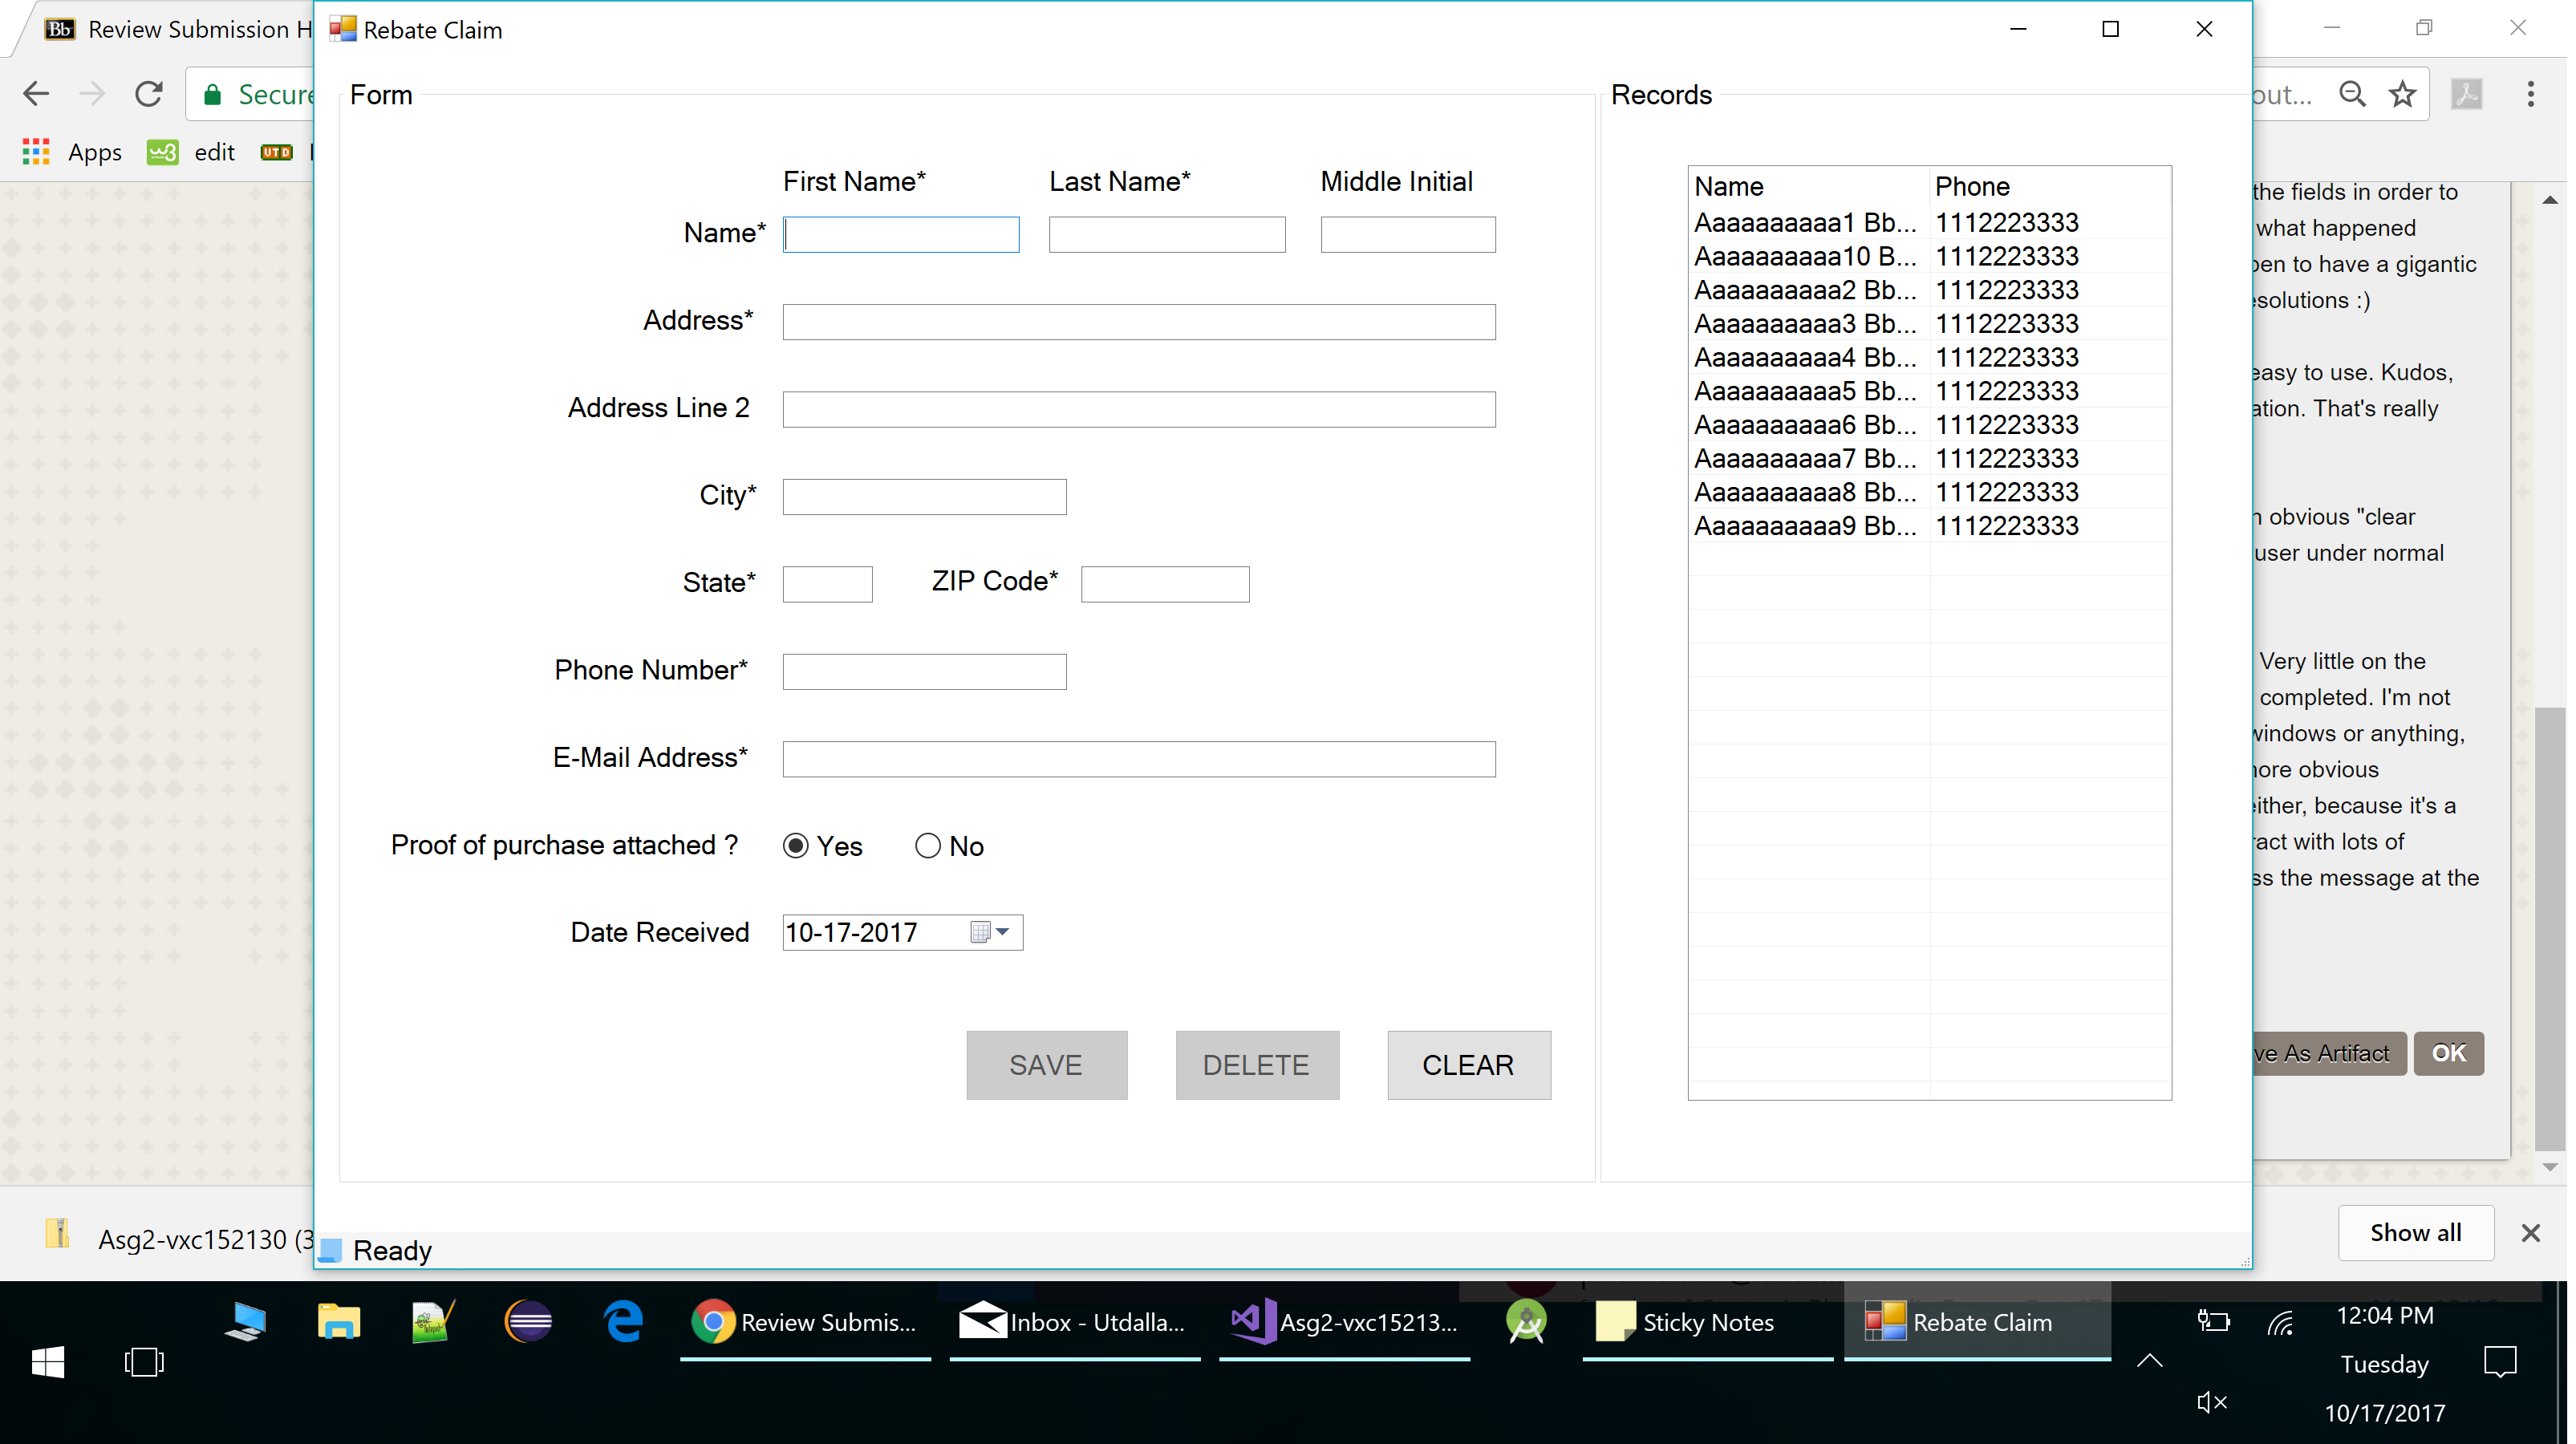 Bb Review Submission H
Rebate Claim
Secure
out...
Apps
w3
edit
UTD
Form
First Name*
Last Name*
Middle Initial
Name*
Address*
Address Line 2
City*
State*
ZIP Code*
Phone Number*
E-Mail Address*
Proof of purchase attached ?
Yes
No
Date Received
10-17-2017
SAVE
DELETE
CLEAR
Records
Name Phone
Aaaaaaaaaa1 Bb... 1112223333
Aaaaaaaaaa10 B... 1112223333
Aaaaaaaaaa2 Bb... 1112223333
Aaaaaaaaaa3 Bb... 1112223333
Aaaaaaaaaa4 Bb... 1112223333
Aaaaaaaaaa5 Bb... 1112223333
Aaaaaaaaaa6 Bb... 1112223333
Aaaaaaaaaa7 Bb... 1112223333
Aaaaaaaaaa8 Bb... 1112223333
Aaaaaaaaaa9 Bb... 1112223333
the fields in order to
what happened
pen to have a gigantic
esolutions :)
easy to use. Kudos,
ation. That's really
n obvious "clear
user under normal
Very little on the
completed. I'm not
windows or anything,
nore obvious
either, because it's a
ract with lots of
ss the message at the
ve As Artifact
OK
Asg2-vxc152130 (3
Ready
Show all
Review Submis...
Inbox - Utdalla...
Asg2-vxc15213...
Sticky Notes
Rebate Claim
12:04 PM
Tuesday
10/17/2017